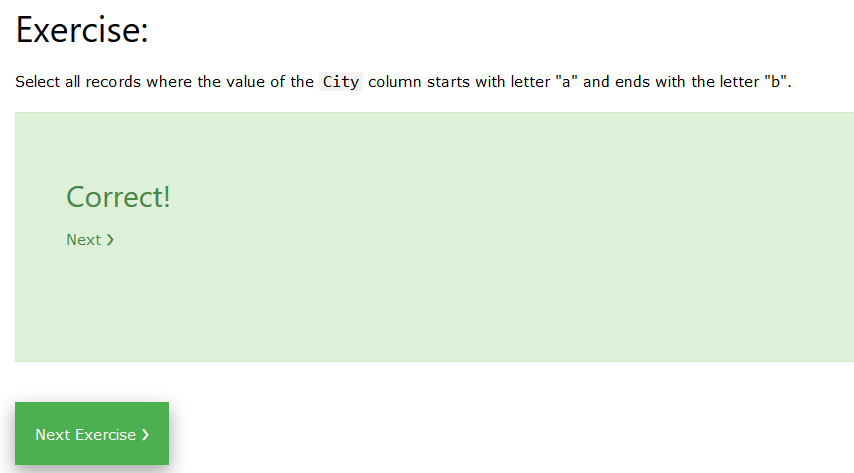 Exercise:
Select all records where the value of the City column starts with letter "a" and ends with the letter "b".
Correct!
Next ❯
Next Exercise ❯